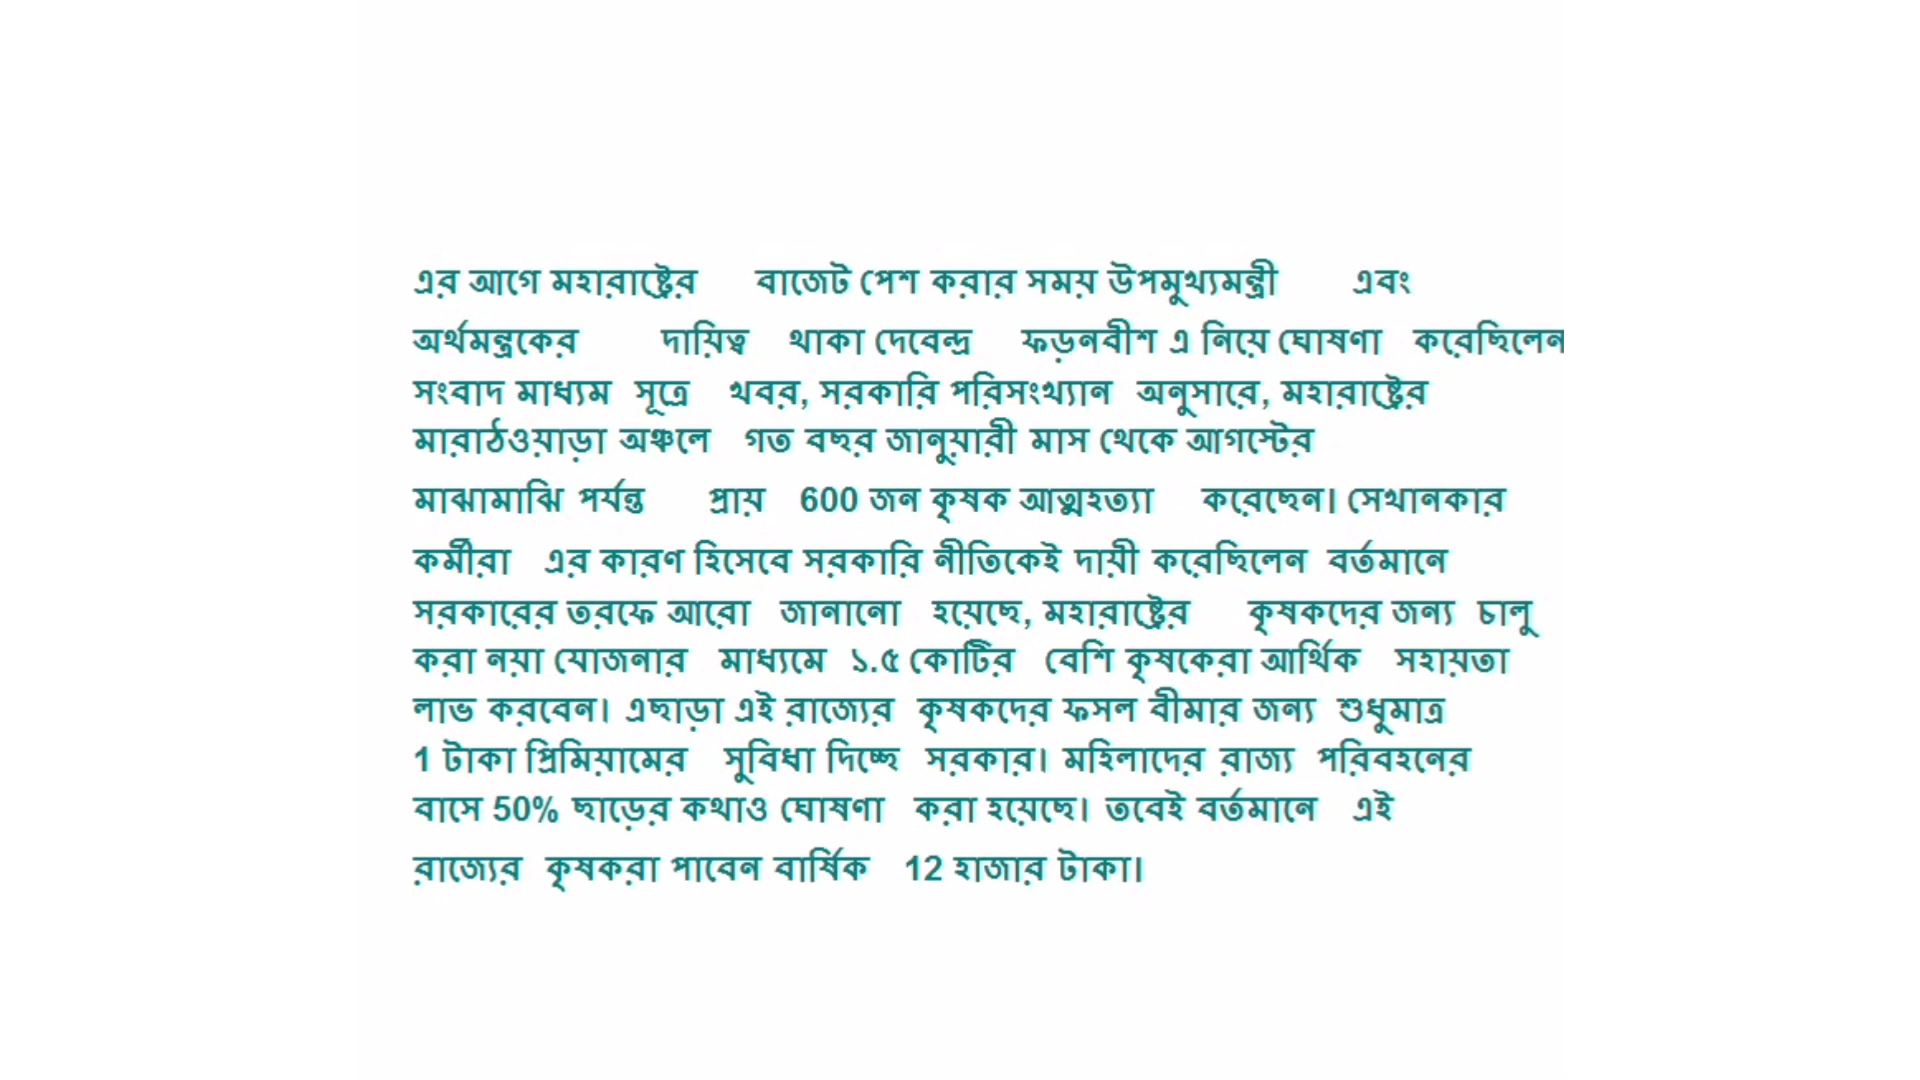 এর আগে মহারাষ্ট্রের বাজেট পেশ করার সময় উপমুখ্যমন্ত্রী এবং
অর্থমন্ত্রকের দায়িত্ব থাকা দেবেন্দ্র ফড়নবীশ এ নিয়ে ঘোষণা করেছিলেন
সংবাদ মাধ্যম সূত্রে খবর, সরকারি পরিসংখ্যান অনুসারে, মহারাষ্ট্রের
মারাঠওয়াড়া অঞ্চলে গত বছর জানুয়ারী মাস থেকে আগস্টের
মাঝামাঝি পর্যন্ত প্রায় 600 জন কৃষক আত্মহত্যা করেছেন। সেখানকার
কর্মীরা এর কারণ হিসেবে সরকারি নীতিকেই দায়ী করেছিলেন বর্তমানে
সরকারের তরফে আরো জানানো হয়েছে, মহারাষ্ট্রের কৃষকদের জন্য চালু
করা নয়া যোজনার মাধ্যমে ১.৫ কোটির বেশি কৃষকেরা আর্থিক সহায়তা
লাভ করবেন। এছাড়া এই রাজ্যের কৃষকদের ফসল বীমার জন্য শুধুমাত্র
1 টাকা প্রিমিয়ামের সুবিধা দিচ্ছে সরকার। মহিলাদের রাজ্য পরিবহনের
বাসে 50% ছাড়ের কথাও ঘোষণা করা হয়েছে। তবেই বর্তমানে এই
রাজ্যের কৃষকরা পাবেন বার্ষিক 12 হাজার টাকা।